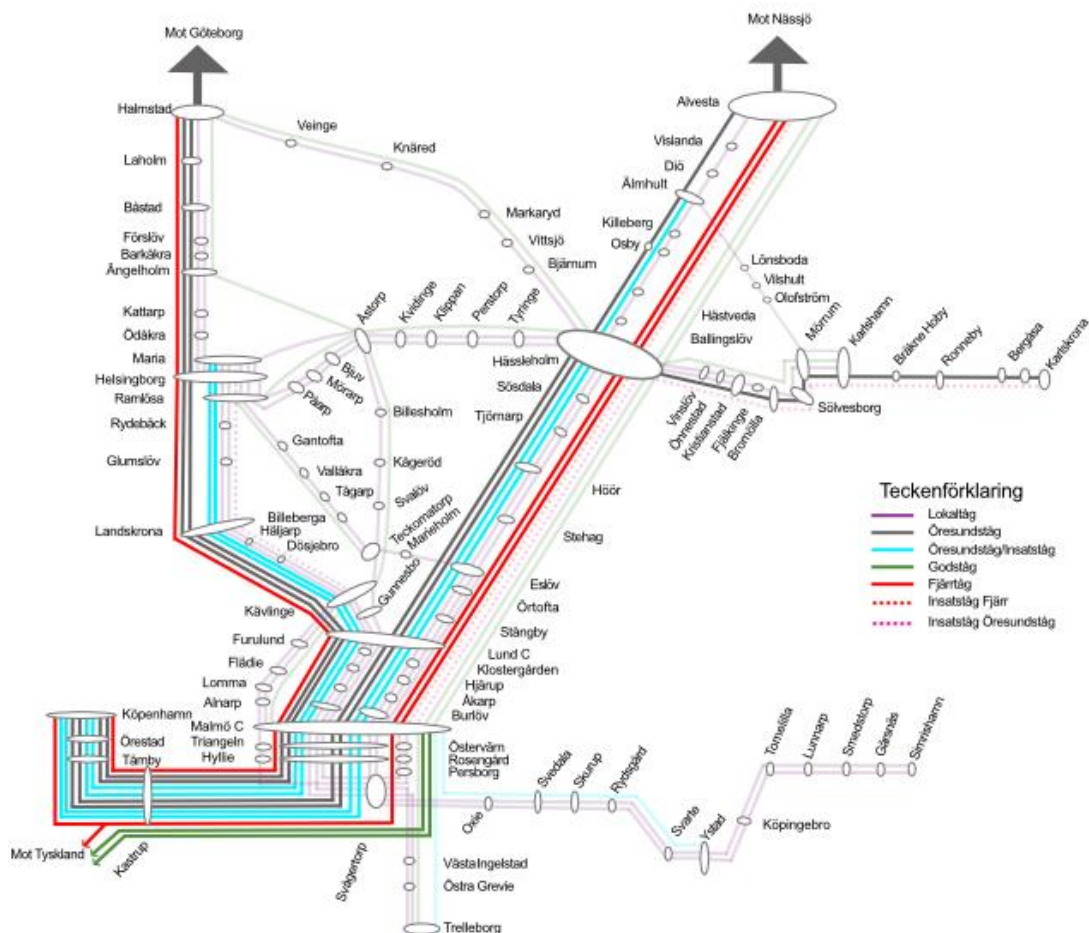 Mot Göteborg
Mot Nässjö
Halmstad
Veinge
Knäred
Laholm
Båstad
Förslöv
Barkåkra
Ängelholm
Kattarp
Ödåkra
Maria
Helsingborg
Ramlösa
Rydebäck
Glumslöv
Landskrona
Markaryd
Vittsjö
Bjärnum
Åstorp
Kvidinge
Klippan
Perstorp
Tyringe
Bjuv
Mörarp
Påarp
Billesholm
Kågeröd
Svalöv
Gantofta
Vallåkra
Tågarp
Billeberga
Häljarp
Dösjebro
Teckomatorp
Marieholm
Gunnesbo
Kävlinge
Furulund
Flädie
Lomma
Alnarp
Alvesta
Vislanda
Diö
Älmhult
Killeberg
Osby
Hästveda
Ballingslöv
Hässleholm
Sösdala
Tjörnarp
Höör
Stehag
Eslöv
Örtofta
Stångby
Lund C
Klostergården
Hjärup
Åkarp
Burlöv
Lönsboda
Vilshult
Olofström
Mörrum
Karlshamn
Bräkne Hoby
Ronneby
Bergåsa
Karlskrona
Vinslöv
Önnestad
Kristianstad
Fjälkinge
Bromölla
Sölvesborg
Teckenförklaring
Lokaltåg
Öresundståg
Öresundståg/Insatståg
Godståg
Fjärrtåg
Insatståg Fjärr
Insatståg Öresundståg
Köpenhamn
Örestad
Tårnby
Malmö C
Triangeln
Hyllie
Östervärn
Rosengård
Persborg
Mot Tyskland
Kastrup
Svågertorp
Oxie
Svedala
Skurup
Rydsgård
Svarte
Ystad
Köpingebro
Tomelilla
Lunnarp
Smedstorp
Gärsnäs
Simrishamn
VästaIngelstad
Östra Grevie
Trelleborg